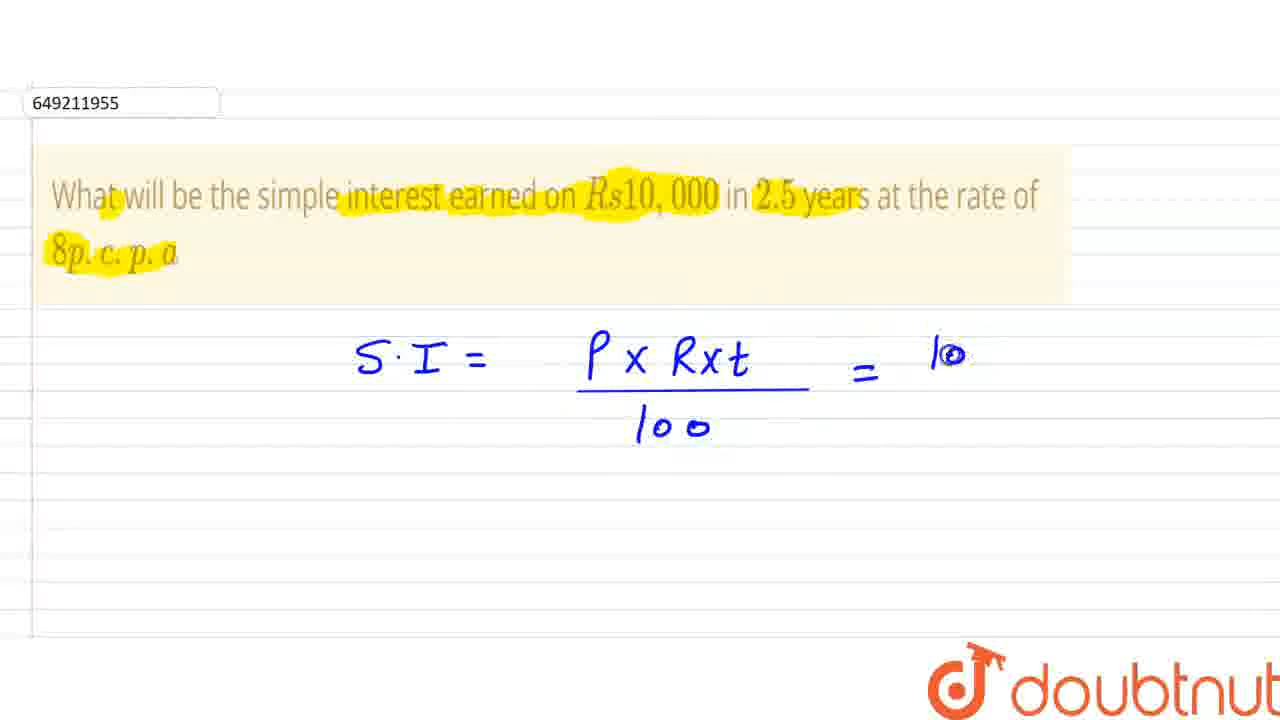 649211955
What will be the simple interest earned on Rs10, 000 in 2.5 years at the rate of
8p. c. p. a
S.I = P x R x t / 100 = 10
doubtnut